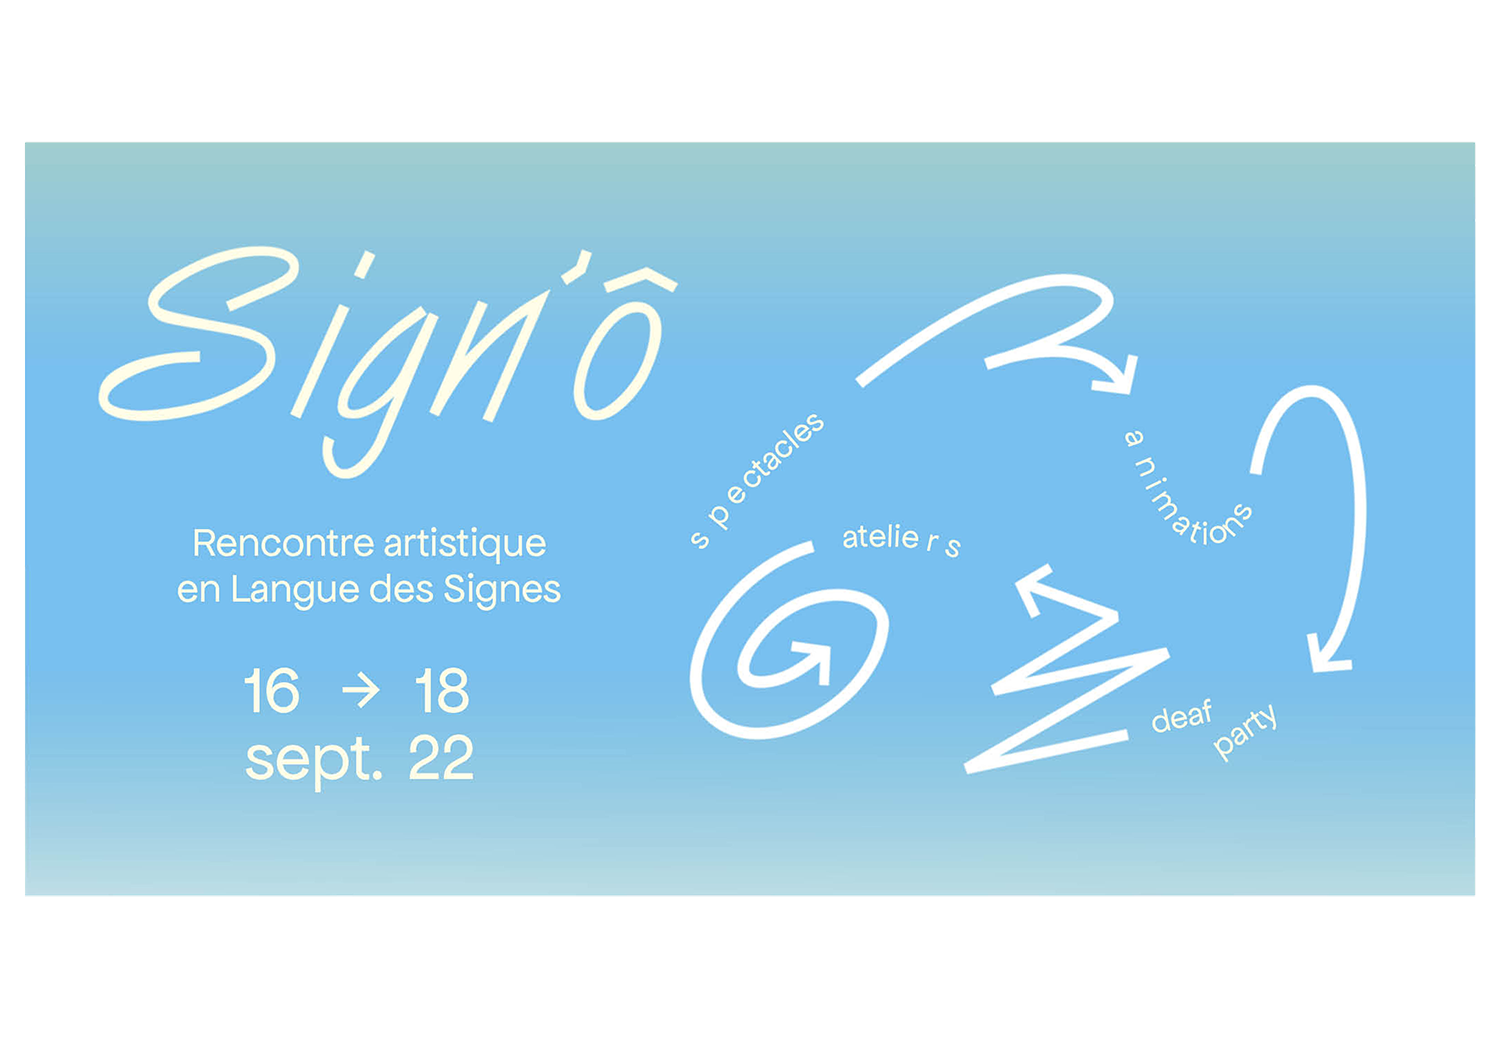 Sign'ô
Rencontre artistique
en Langue des Signes
16 → 18
sept. 22
spectacles
animations
ateliers
deaf
party